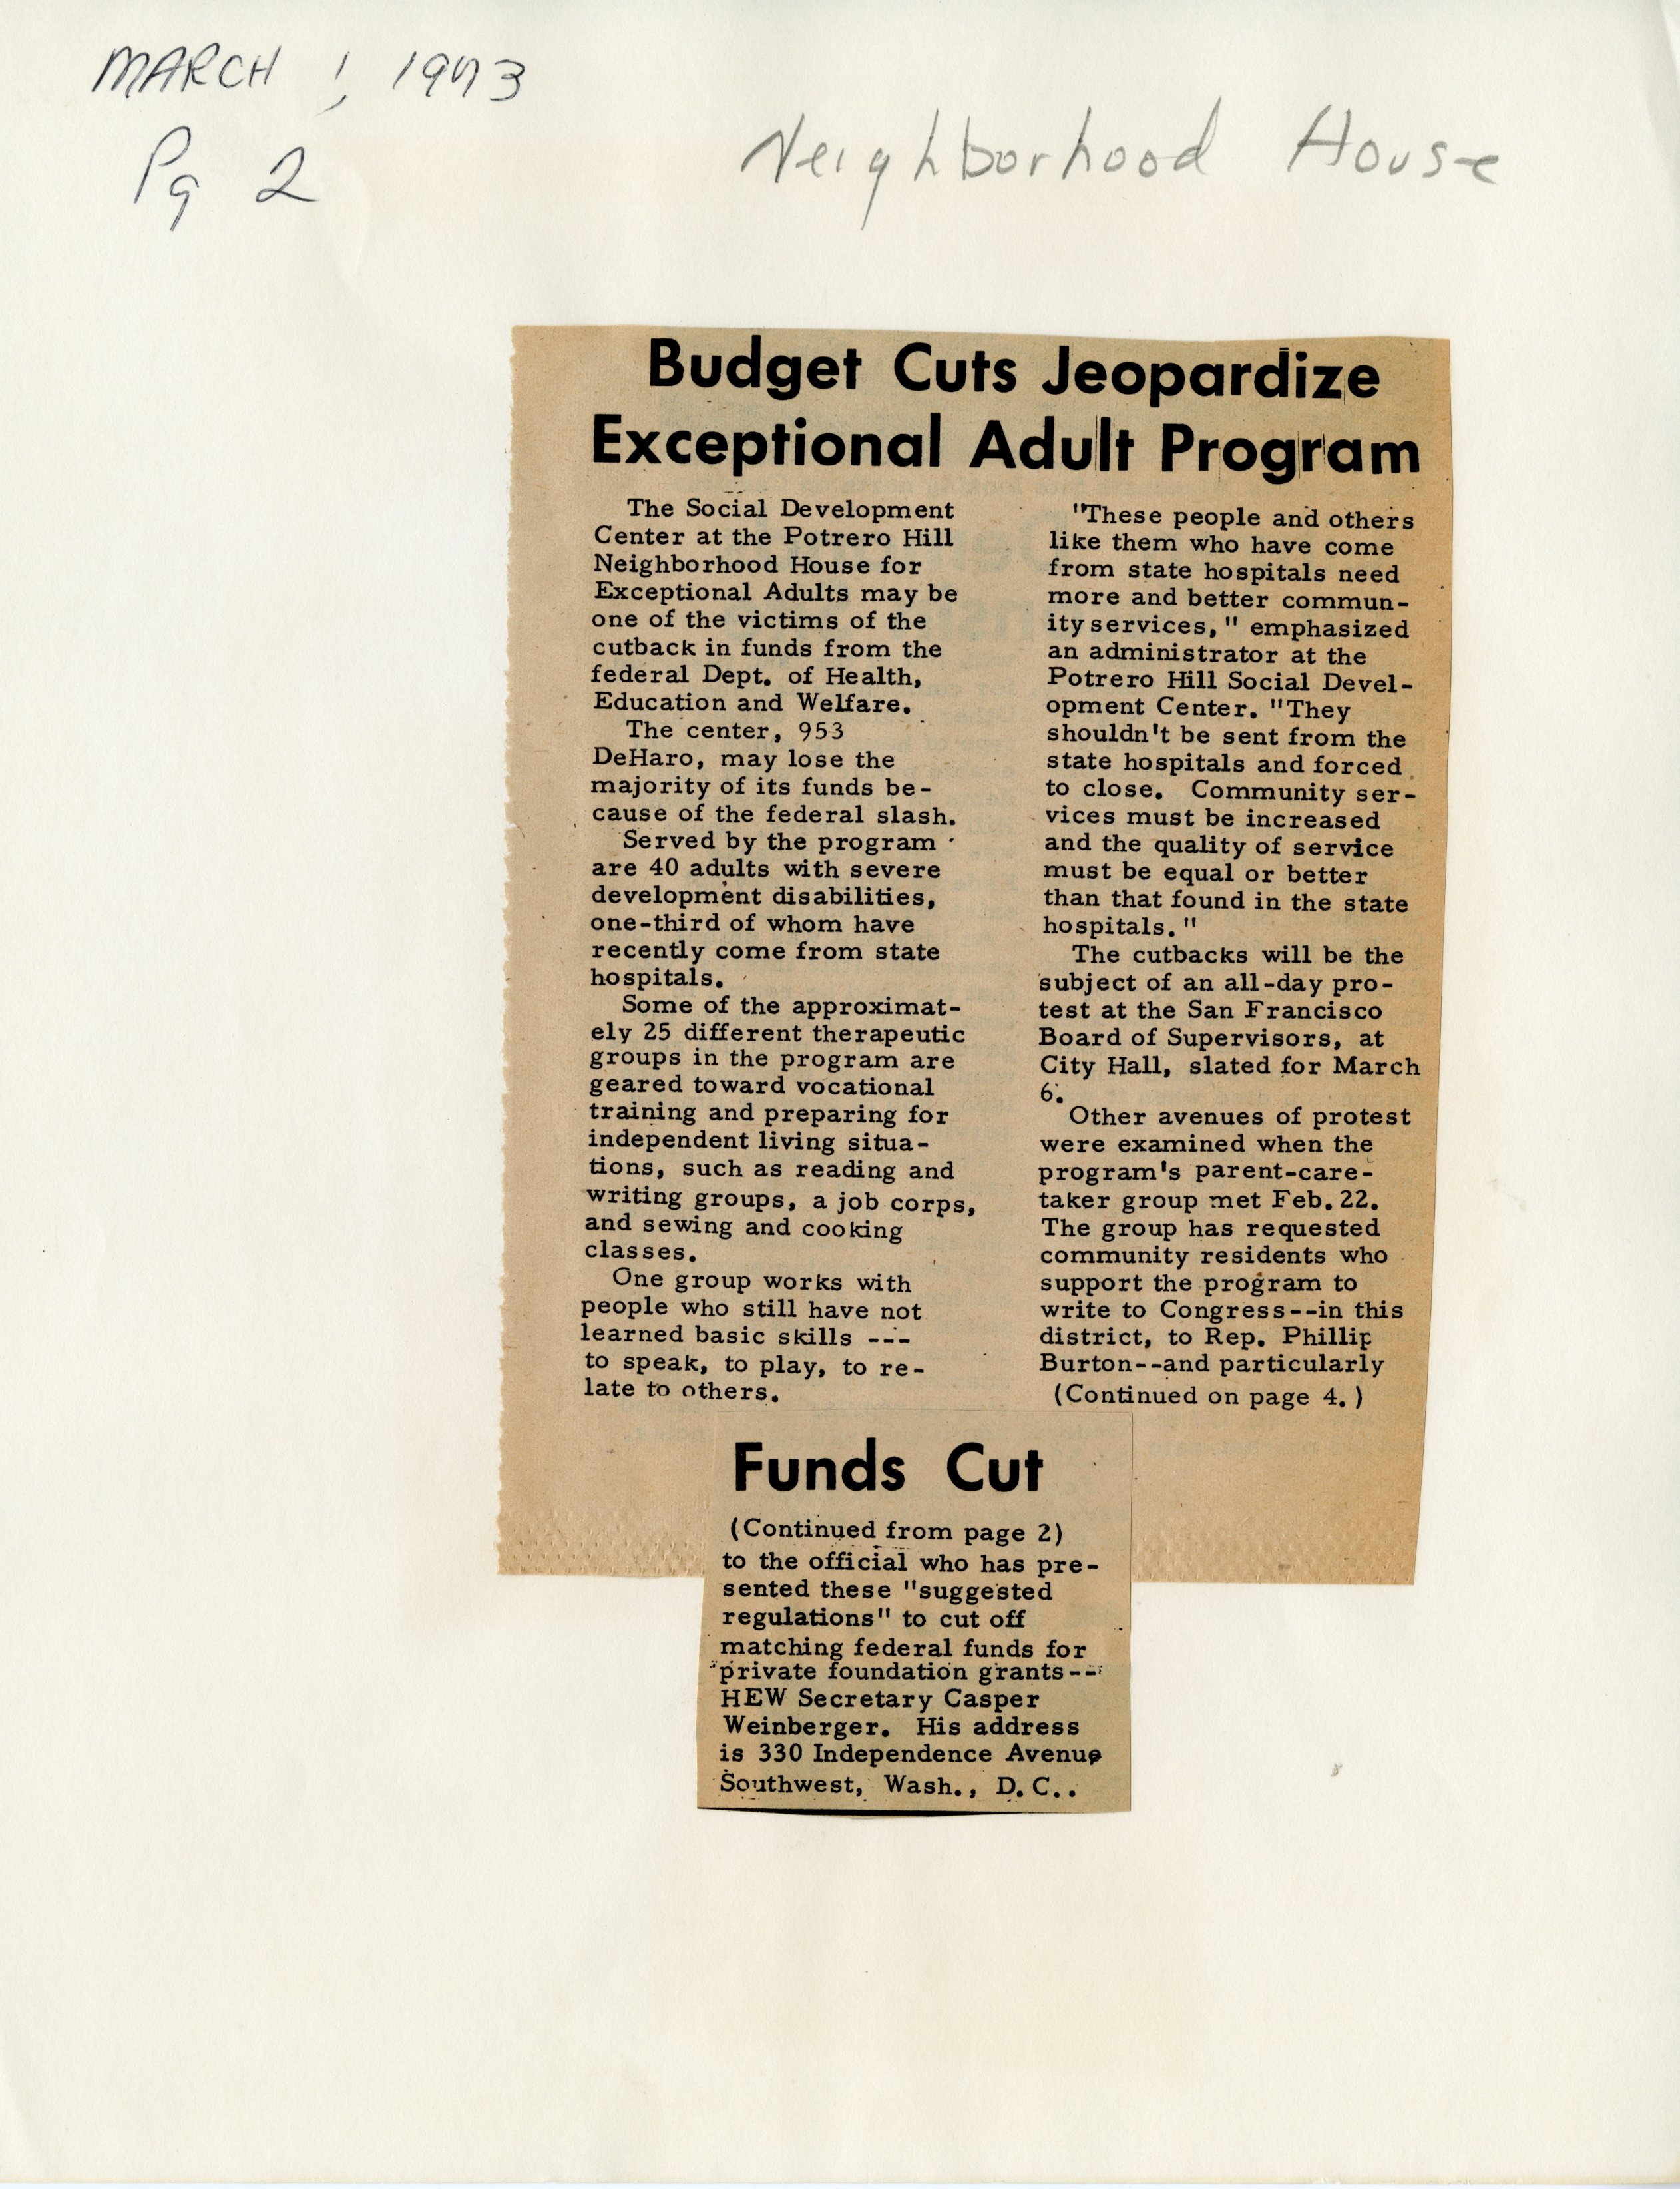 MARCH 1, 1973
Pg 2
Neighborhood House
Budget Cuts Jeopardize
Exceptional Adult Program
The Social Development
Center at the Potrero Hill
Neighborhood House for
Exceptional Adults may be
one of the victims of the
cutback in funds from the
federal Dept. of Health,
Education and Welfare.
The center, 953
DeHaro, may lose the
majority of its funds be-
cause of the federal slash.
Served by the program
are 40 adults with severe
development disabilities,
one-third of whom have
recently come from state
hospitals.
Some of the approximat-
ely 25 different therapeutic
groups in the program are
geared toward vocational
training and preparing for
independent living situa-
tions, such as reading and
writing groups, a job corps,
and sewing and cooking
classes.
One group works with
people who still have not
learned basic skills ---
to speak, to play, to re-
late to others.
"These people and others
like them who have come
from state hospitals need
more and better commun-
ity services," emphasized
an administrator at the
Potrero Hill Social Devel-
opment Center. "They
shouldn't be sent from the
state hospitals and forced
to close. Community ser-
vices must be increased
and the quality of service
must be equal or better
than that found in the state
hospitals."
The cutbacks will be the
subject of an all-day pro-
test at the San Francisco
Board of Supervisors, at
City Hall, slated for March
6.
Other avenues of protest
were examined when the
program's parent-care-
taker group met Feb. 22.
The group has requested
community residents who
support the program to
write to Congress--in this
district, to Rep. Phillip
Burton--and particularly
(Continued on page 4.)
Funds Cut
(Continued from page 2)
to the official who has pre-
sented these "suggested
regulations" to cut off
matching federal funds for
private foundation grants--
HEW Secretary Casper
Weinberger. His address
is 330 Independence Avenue
Southwest, Wash., D.C..